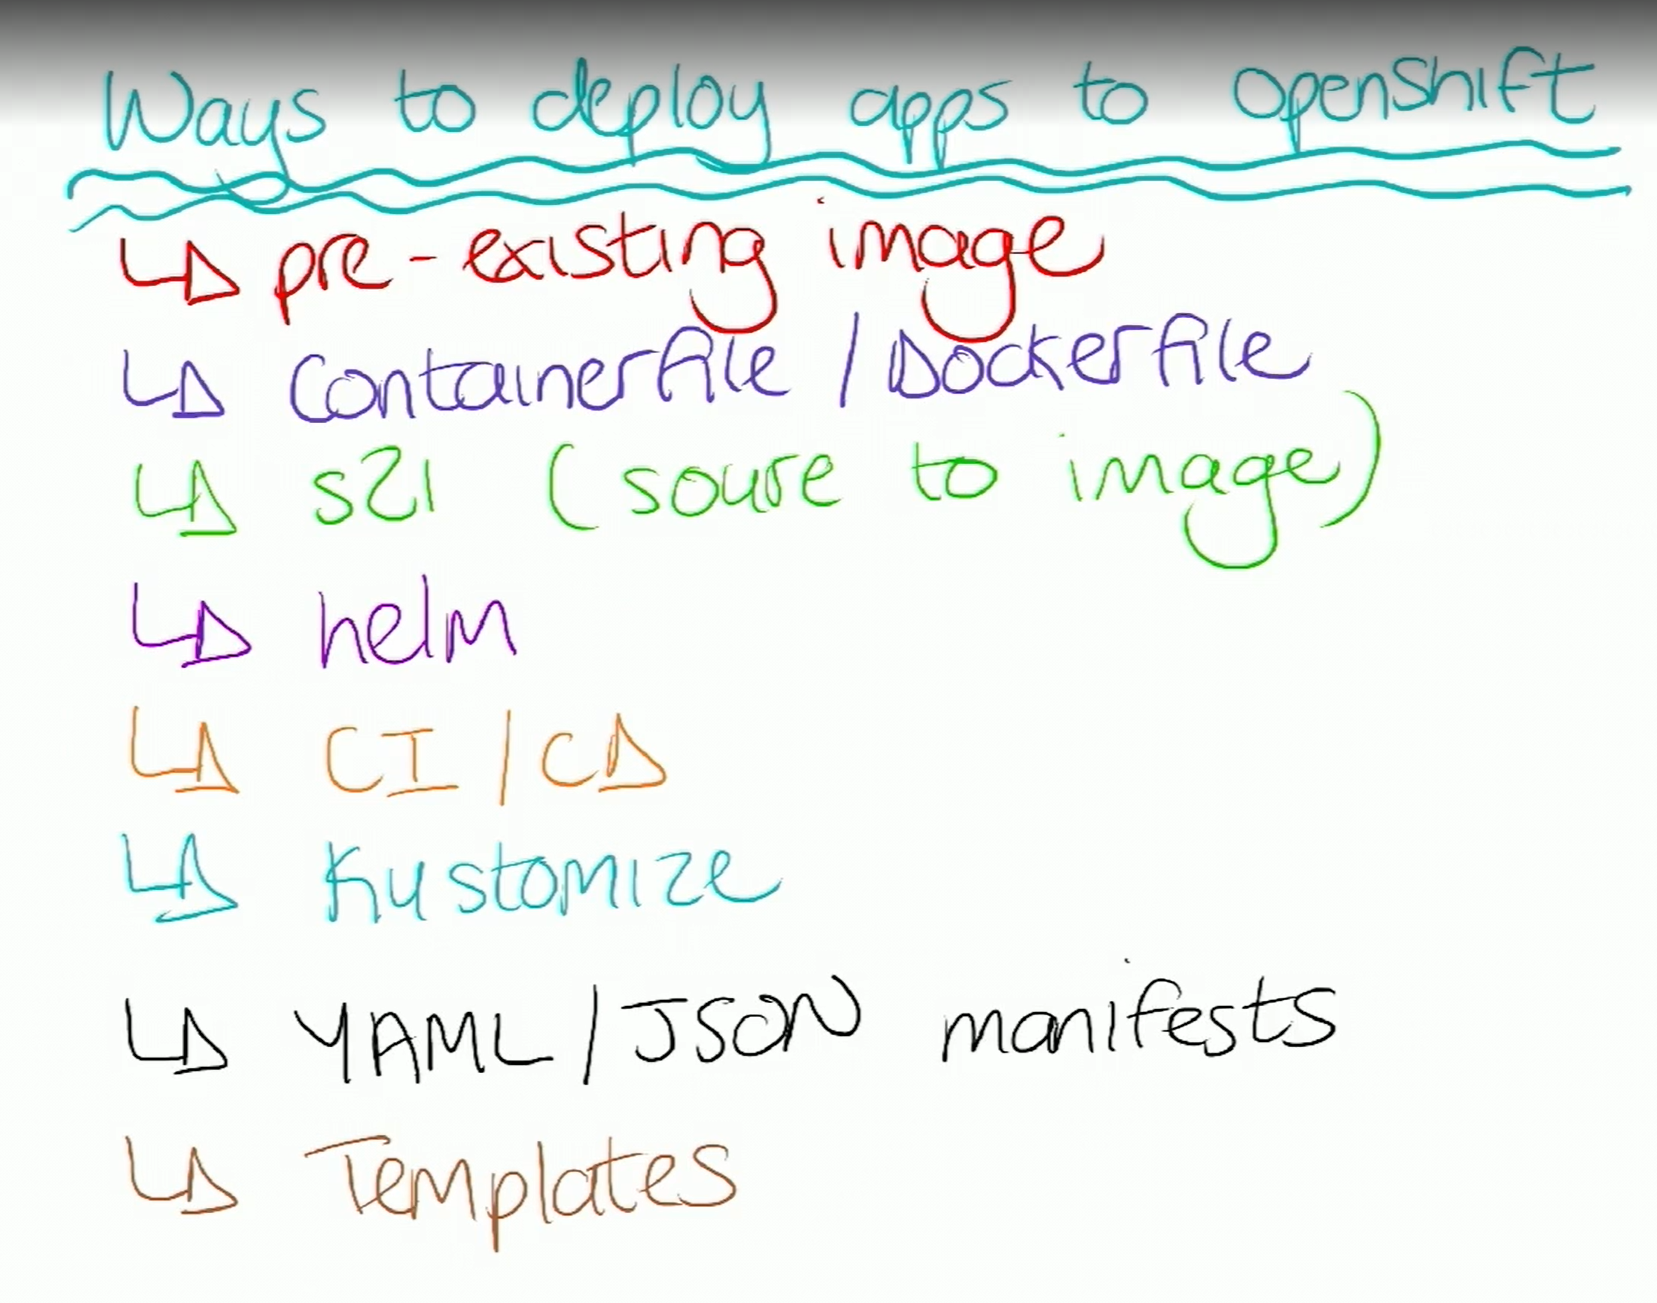 Ways to deploy apps to OpenShift
pre-existing image
Containerfile / Dockerfile
s2i (soure to image)
helm
CI / CD
Kustomize
YAML / JSON manifests
Templates